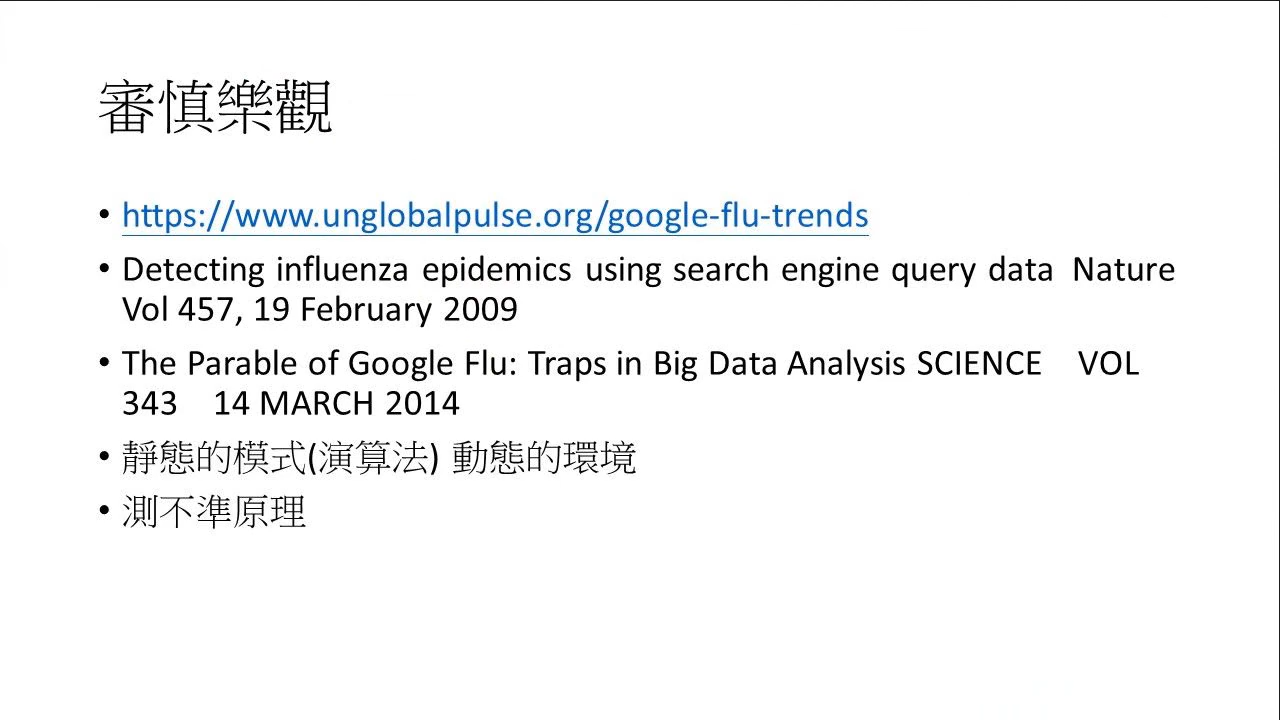 審慎樂觀
• https://www.unglobalpulse.org/google-flu-trends
• Detecting influenza epidemics using search engine query data Nature
Vol 457, 19 February 2009
• The Parable of Google Flu: Traps in Big Data Analysis SCIENCE VOL
343 14 MARCH 2014
• 靜態的模式(演算法) 動態的環境
• 測不準原理